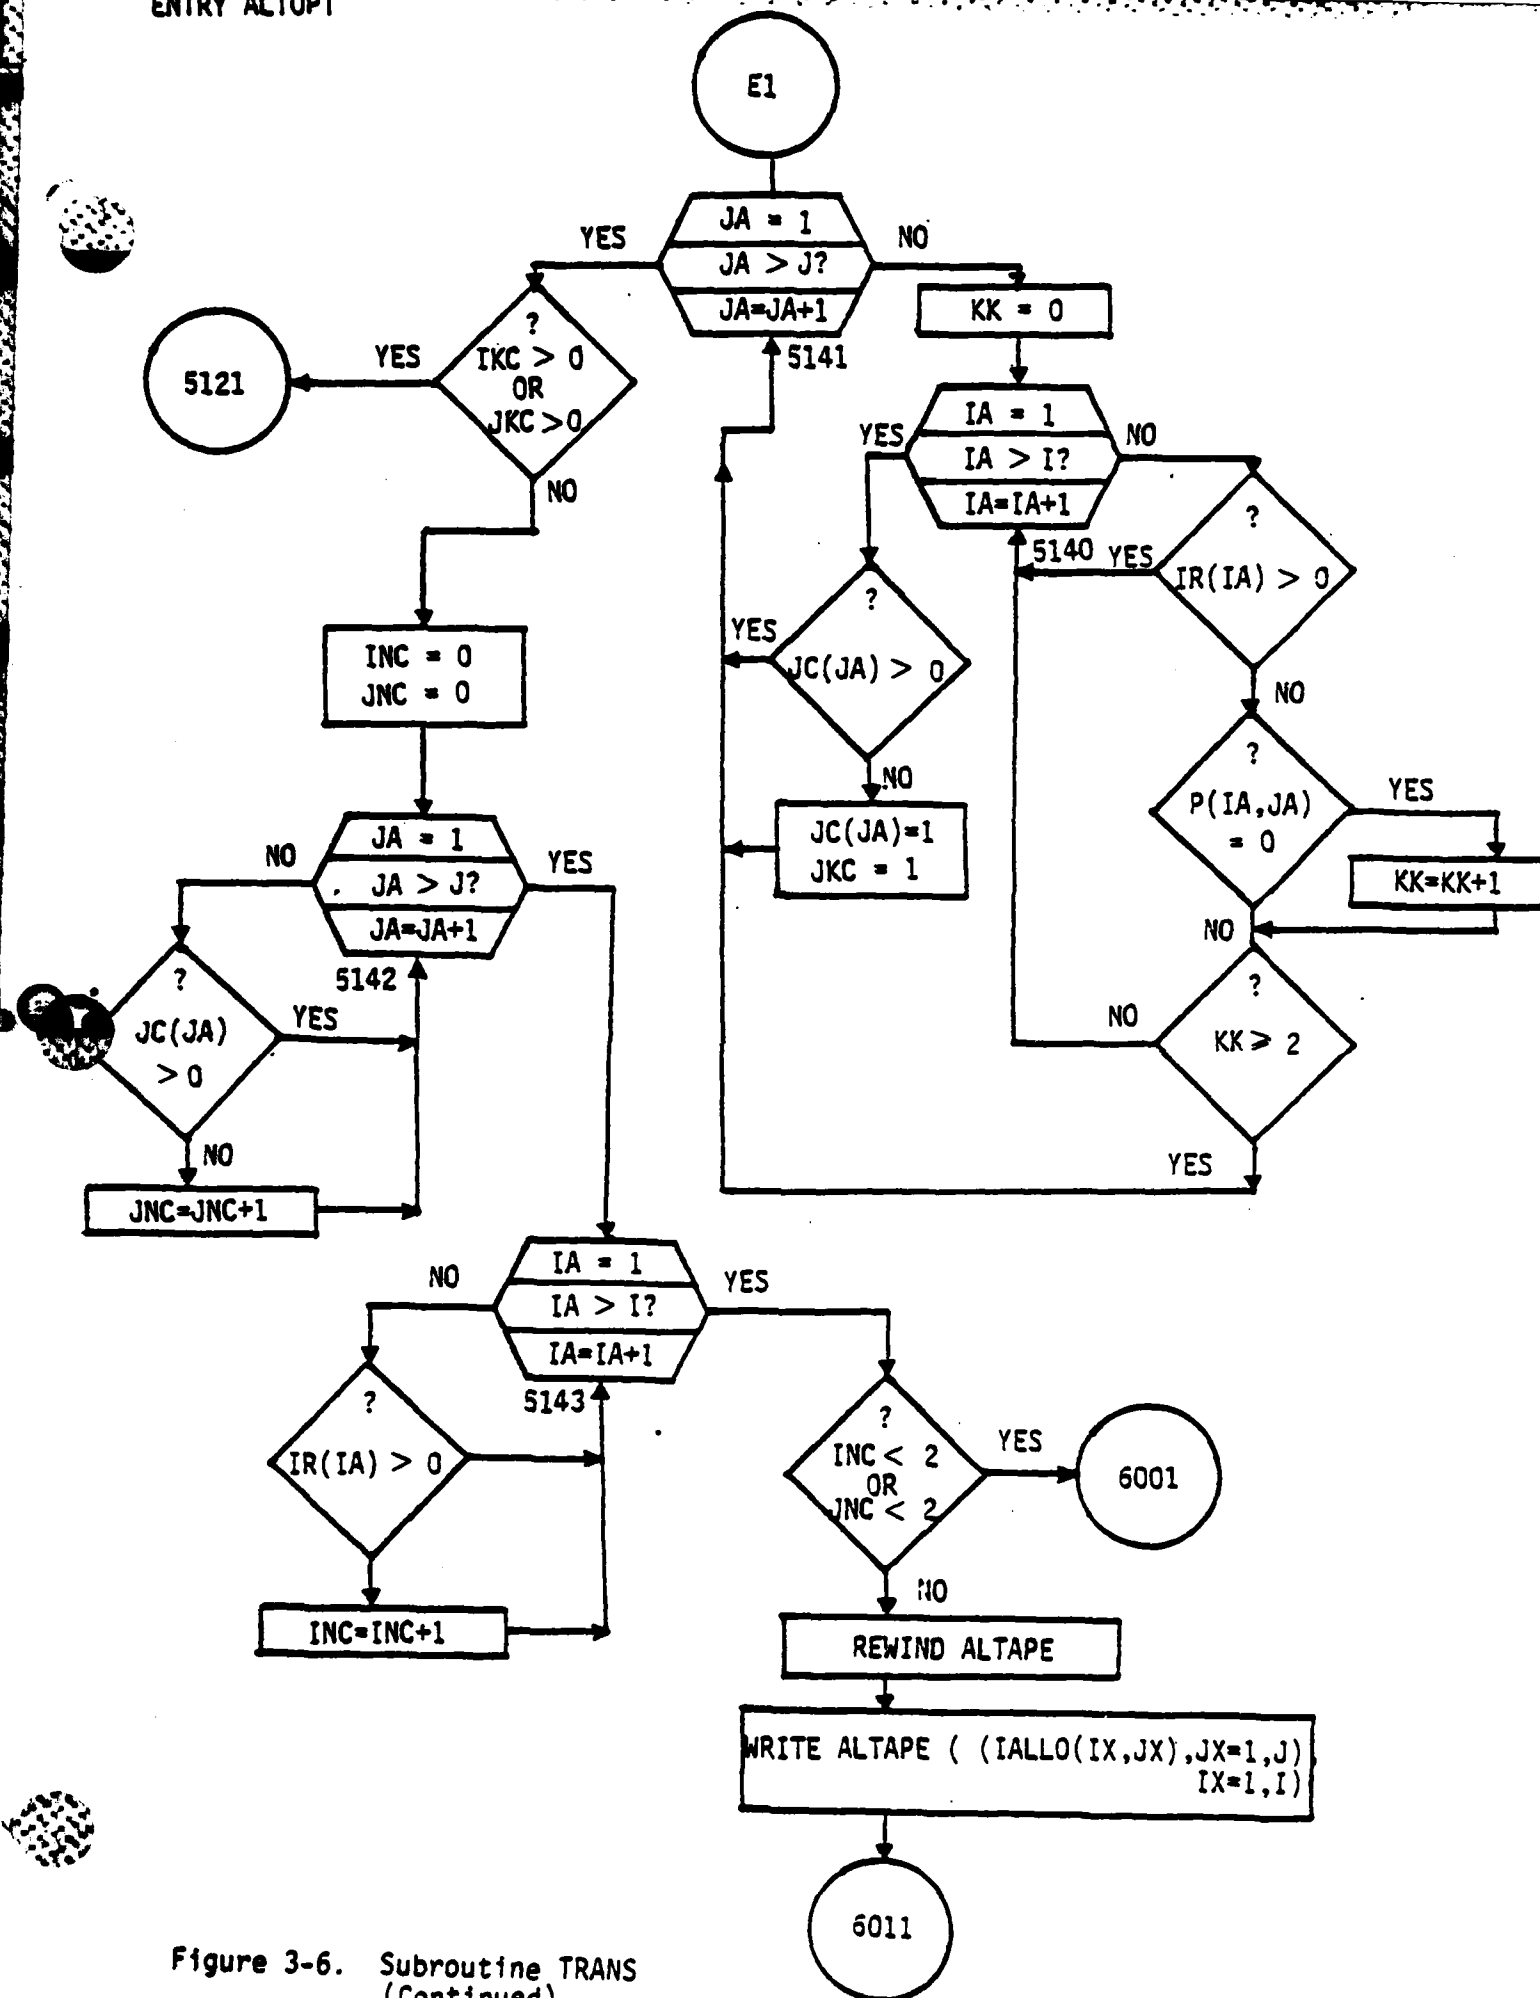 ENTRY ALTOPT
E1
JA = 1
JA > J?
JA=JA+1
YES
NO
5141
?
IKC > 0
OR
JKC > 0
YES
5121
NO
KK = 0
IA = 1
IA > I?
IA=IA+1
YES
NO
5140
?
IR(IA) > 0
YES
NO
?
JC(JA) > 0
YES
NO
JC(JA)=1
JKC = 1
?
P(IA,JA)
= 0
YES
KK=KK+1
NO
?
KK ≥ 2
NO
YES
INC = 0
JNC = 0
JA = 1
JA > J?
JA=JA+1
NO
YES
5142
?
JC(JA)
> 0
YES
NO
JNC=JNC+1
IA = 1
IA > I?
IA=IA+1
NO
YES
5143
?
IR(IA) > 0
INC=INC+1
?
INC < 2
OR
JNC < 2
YES
6001
NO
REWIND ALTAPE
WRITE ALTAPE ( (IALLO(IX,JX),JX=1,J),
IX=1,I)
6011
Figure 3-6. Subroutine TRANS
(Continued)